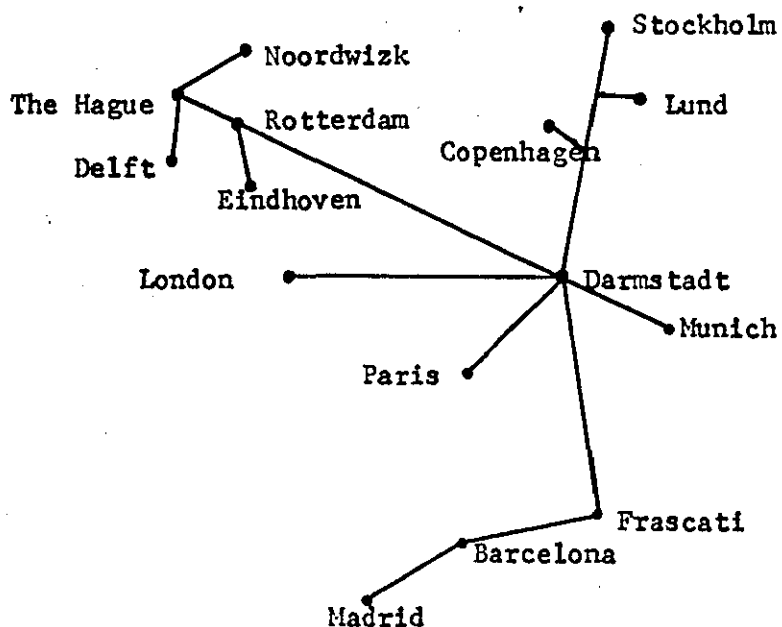 Stockholm
Noordwizk
The Hague
Lund
Rotterdam
Copenhagen
Delft
Eindhoven
London
Darmstadt
Munich
Paris
Frascati
Barcelona
Madrid